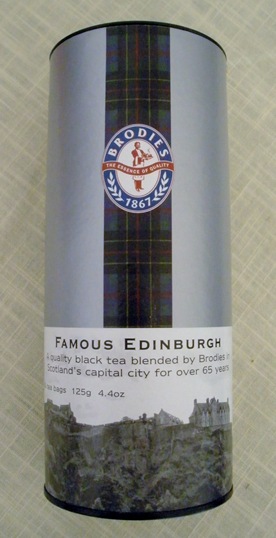 BRODIES
THE ESSENCE OF QUALITY
1867
FAMOUS EDINBURGH
quality black tea blended by Brodies in
Scotland's capital city for over 65 years
bags 125g 4.4oz